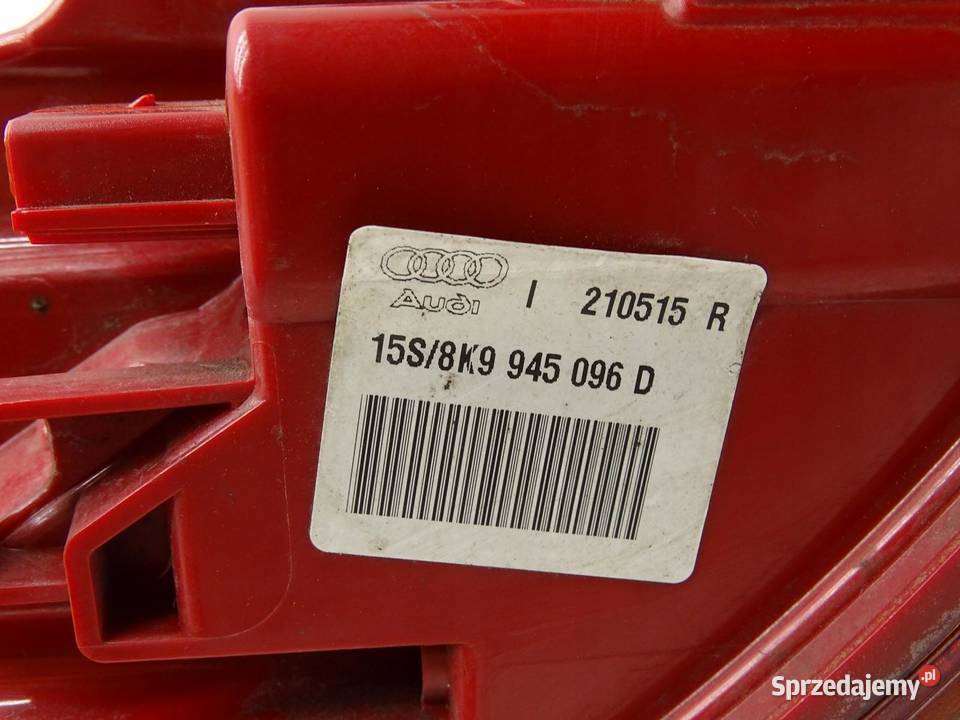 Audi I 210515 R
15S/8K9 945 096 D
Sprzedajemy.pl